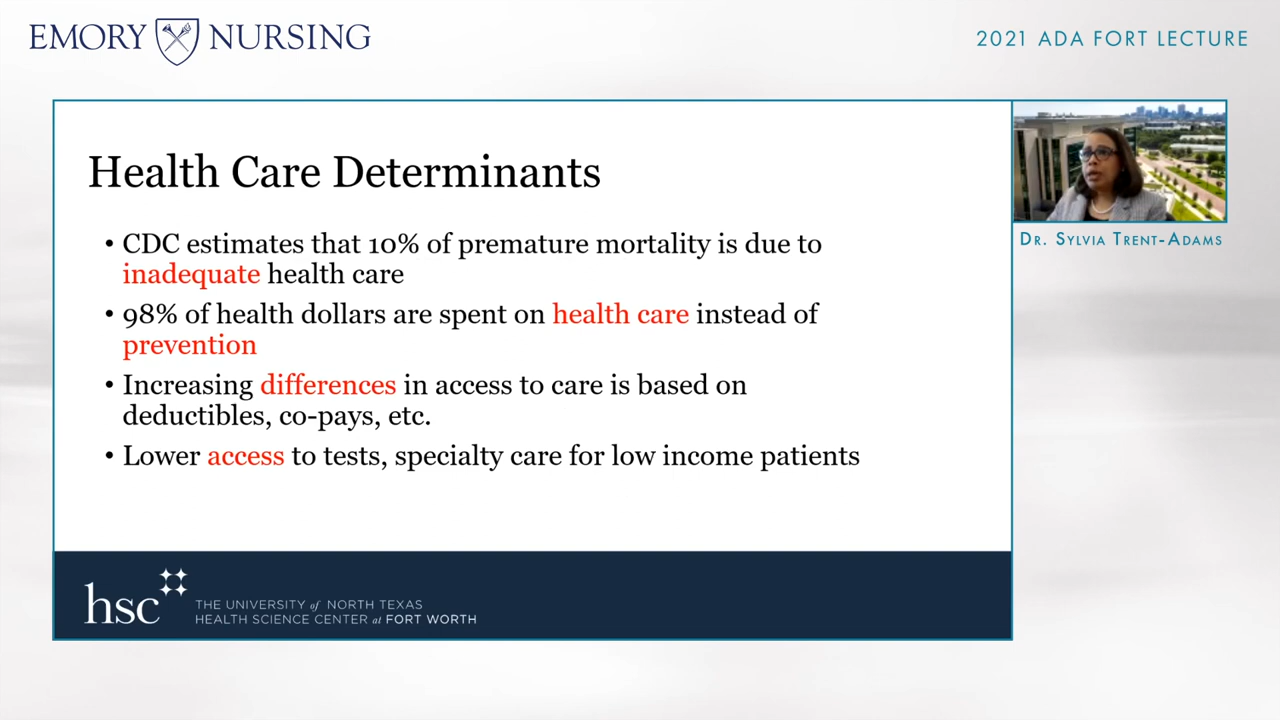 EMORY NURSING
2021 ADA FORT LECTURE
Health Care Determinants
• CDC estimates that 10% of premature mortality is due to
inadequate health care
• 98% of health dollars are spent on health care instead of
prevention
• Increasing differences in access to care is based on
deductibles, co-pays, etc.
• Lower access to tests, specialty care for low income patients
DR. SYLVIA TRENT-ADAMS
hsc
THE UNIVERSITY of NORTH TEXAS
HEALTH SCIENCE CENTER at FORT WORTH